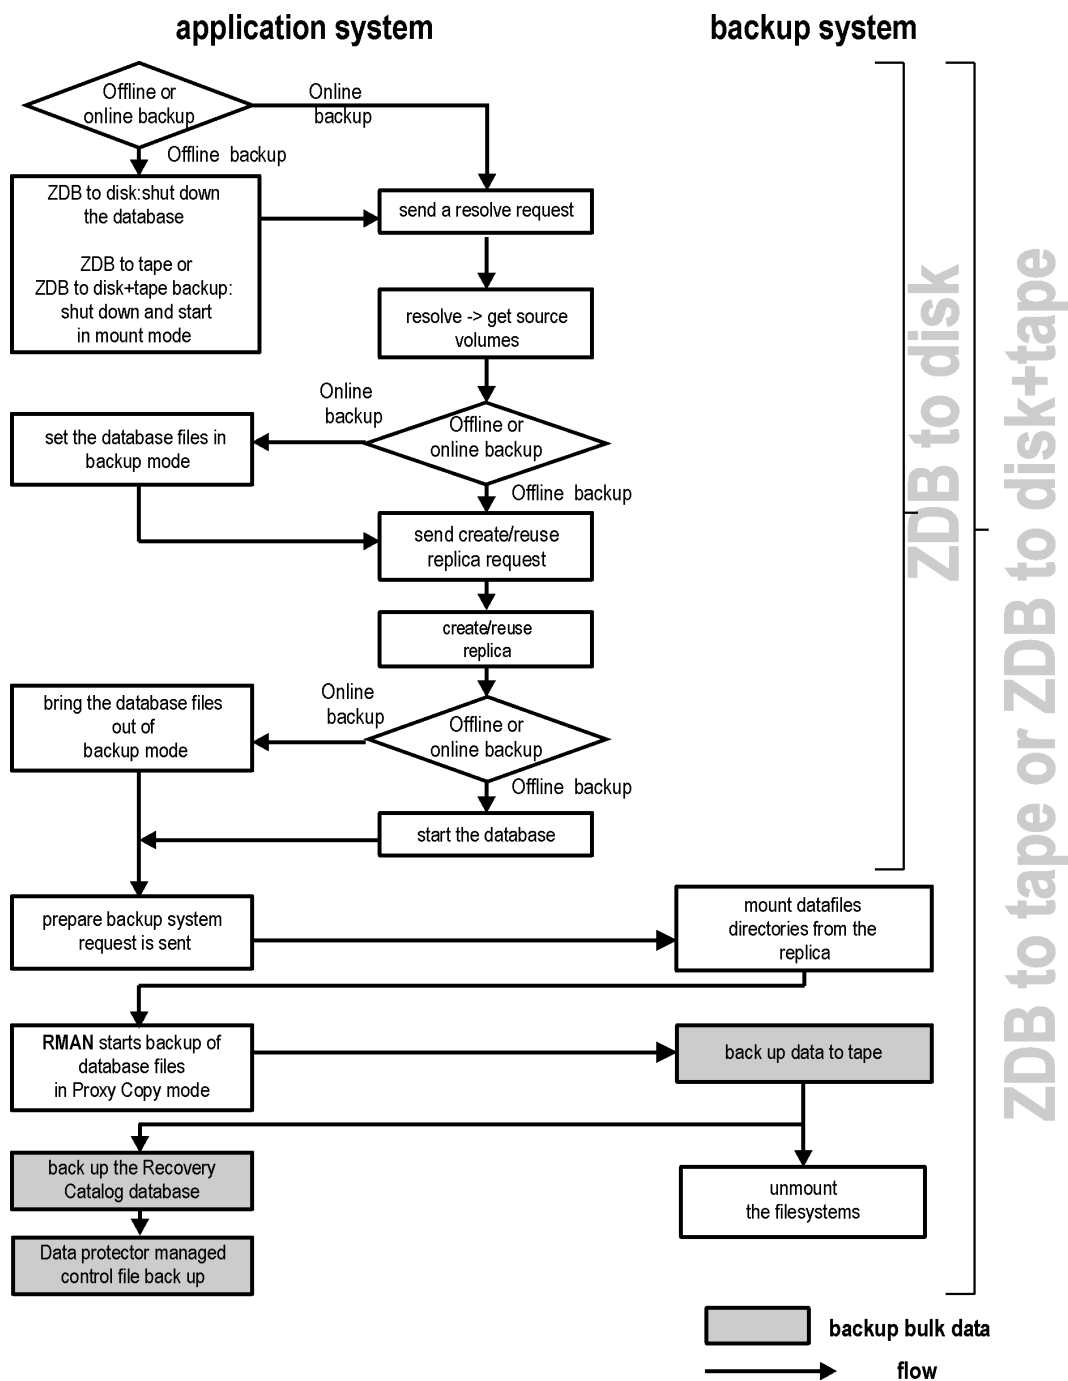 application system
backup system
Offline or
online backup
Online
backup
Offline  backup
ZDB to disk:shut down
the database
ZDB to tape or
ZDB to disk+tape backup:
shut down and start
in mount mode
send a resolve request
resolve -> get source
volumes
Online
backup
Offline or
online backup
set the database files in
backup mode
Offline  backup
send create/reuse
replica request
create/reuse
replica
Online
backup
bring the database files
out of
backup mode
Offline or
online backup
Offline  backup
start the database
ZDB to disk
ZDB to tape or ZDB to disk+tape
prepare backup system
request is sent
mount datafiles
directories from the
replica
RMAN starts backup of
database files
in Proxy Copy mode
back up data to tape
back up the Recovery
Catalog database
unmount
the filesystems
Data protector managed
control file back up
backup bulk data
flow